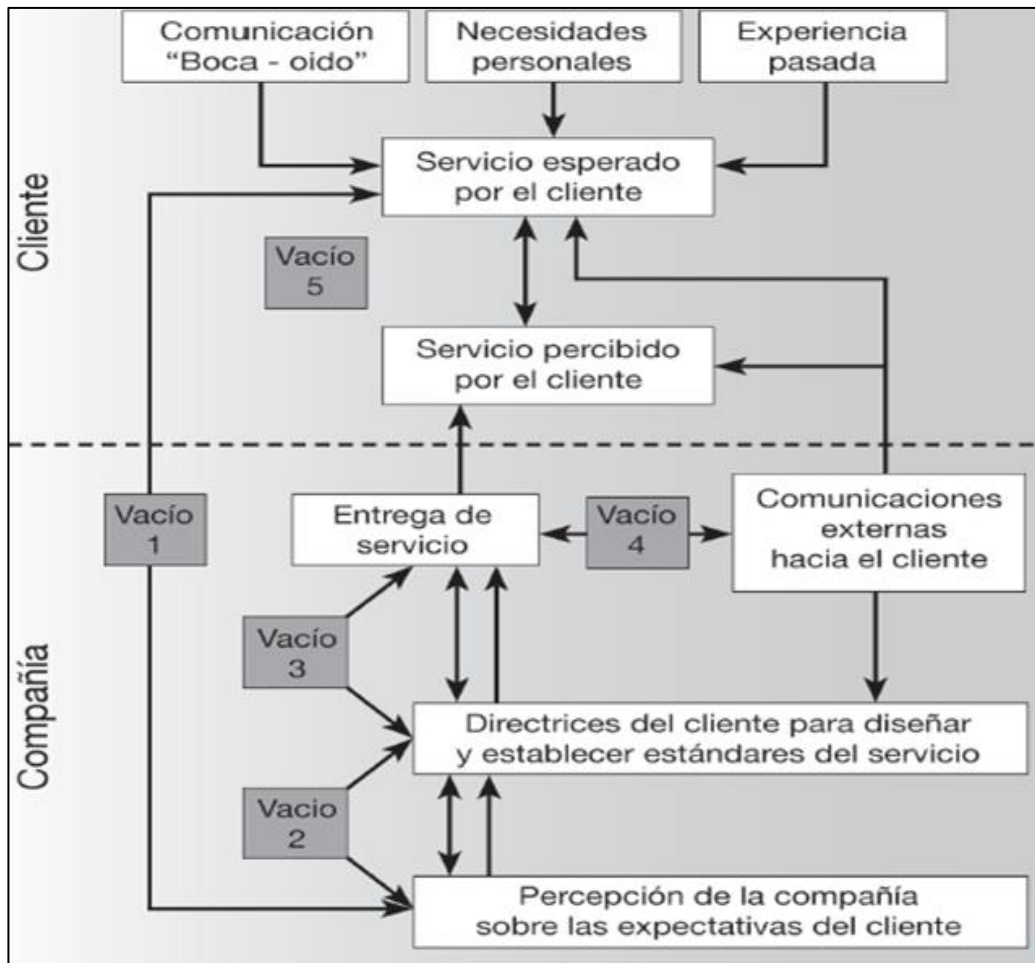 Comunicación
“Boca - oido”
Necesidades
personales
Experiencia
pasada
Cliente
Servicio esperado
por el cliente
Vacío
5
Servicio percibido
por el cliente
Compañía
Vacío
1
Entrega de
servicio
Vacío
4
Comunicaciones
externas
hacia el cliente
Vacío
3
Directrices del cliente para diseñar
y establecer estándares del servicio
Vacio
2
Percepción de la compañía
sobre las expectativas del cliente